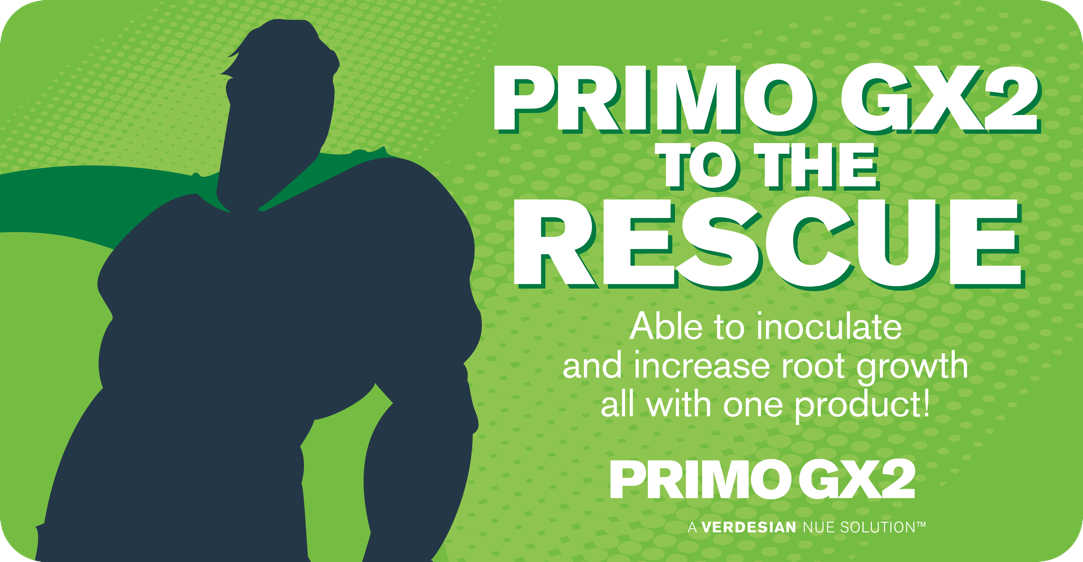 PRIMO GX2
TO THE
RESCUE
Able to inoculate
and increase root growth
all with one product!
PRIMO GX2
A VERDESIAN NUE SOLUTION™